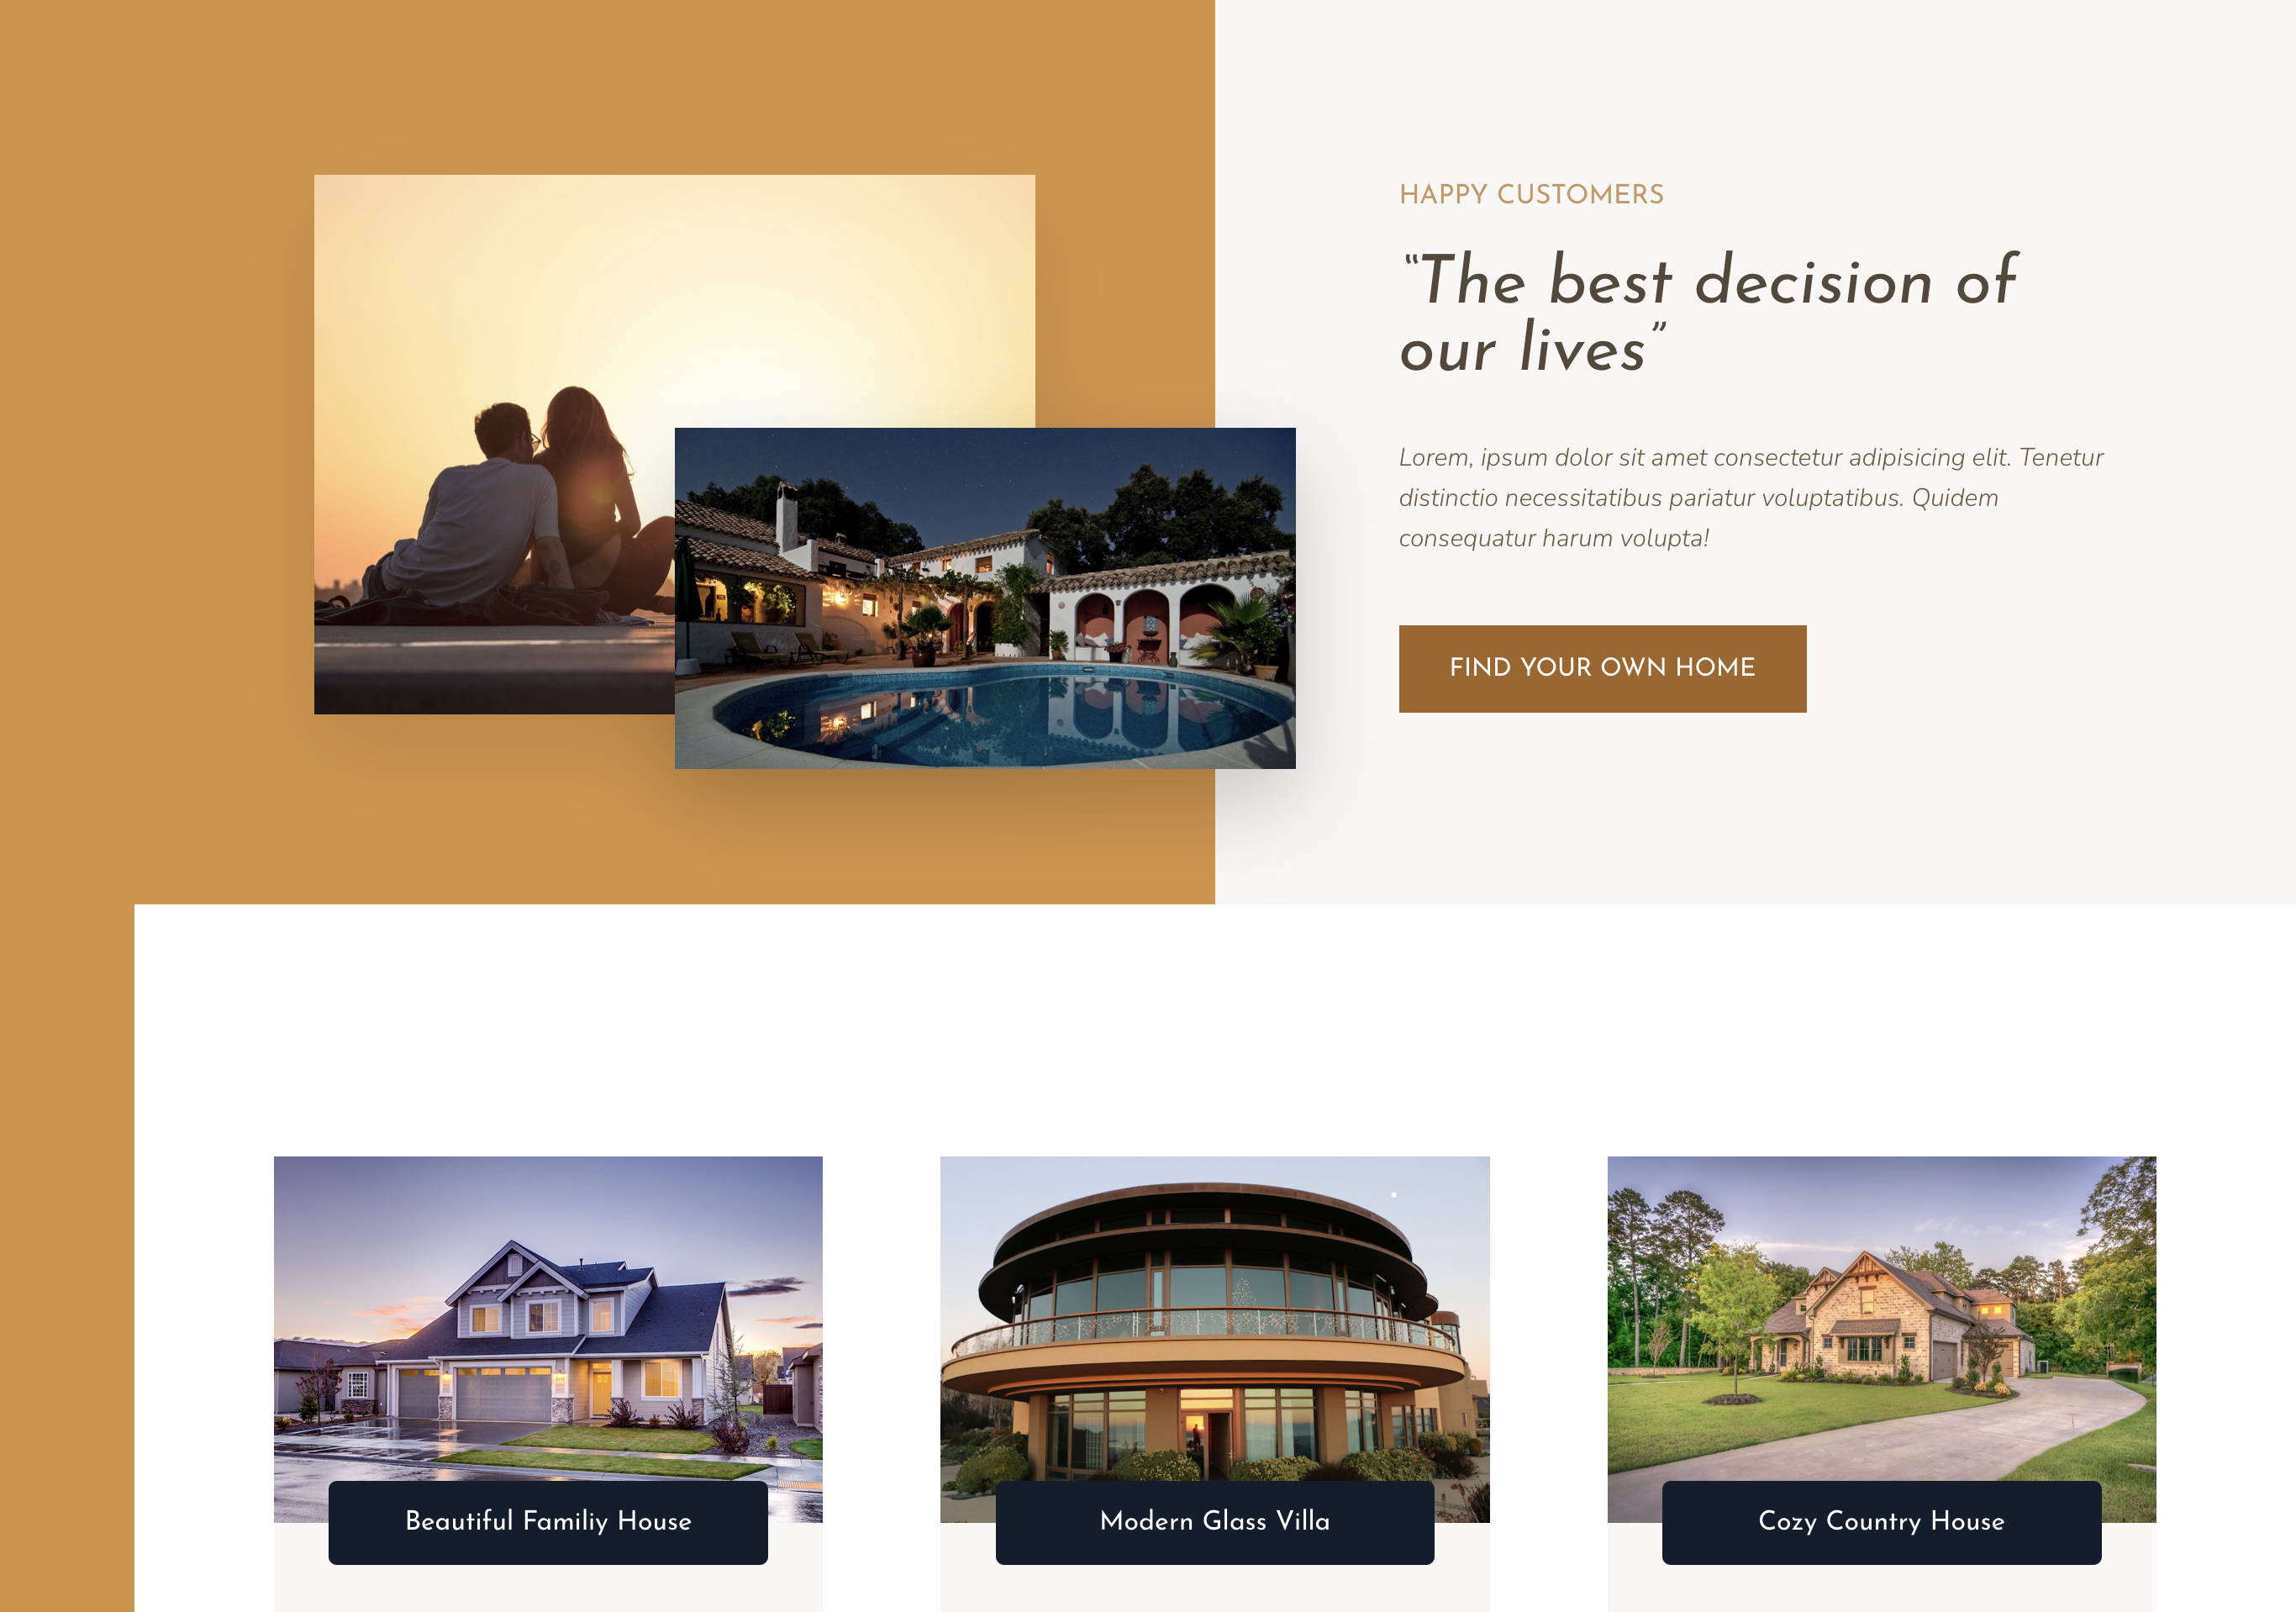 HAPPY CUSTOMERS
“The best decision of
our lives”
Lorem, ipsum dolor sit amet consectetur adipisicing elit. Tenetur
distinctio necessitatibus pariatur voluptatibus. Quidem
consequatur harum volupta!
FIND YOUR OWN HOME
Beautiful Familiy House
Modern Glass Villa
Cozy Country House